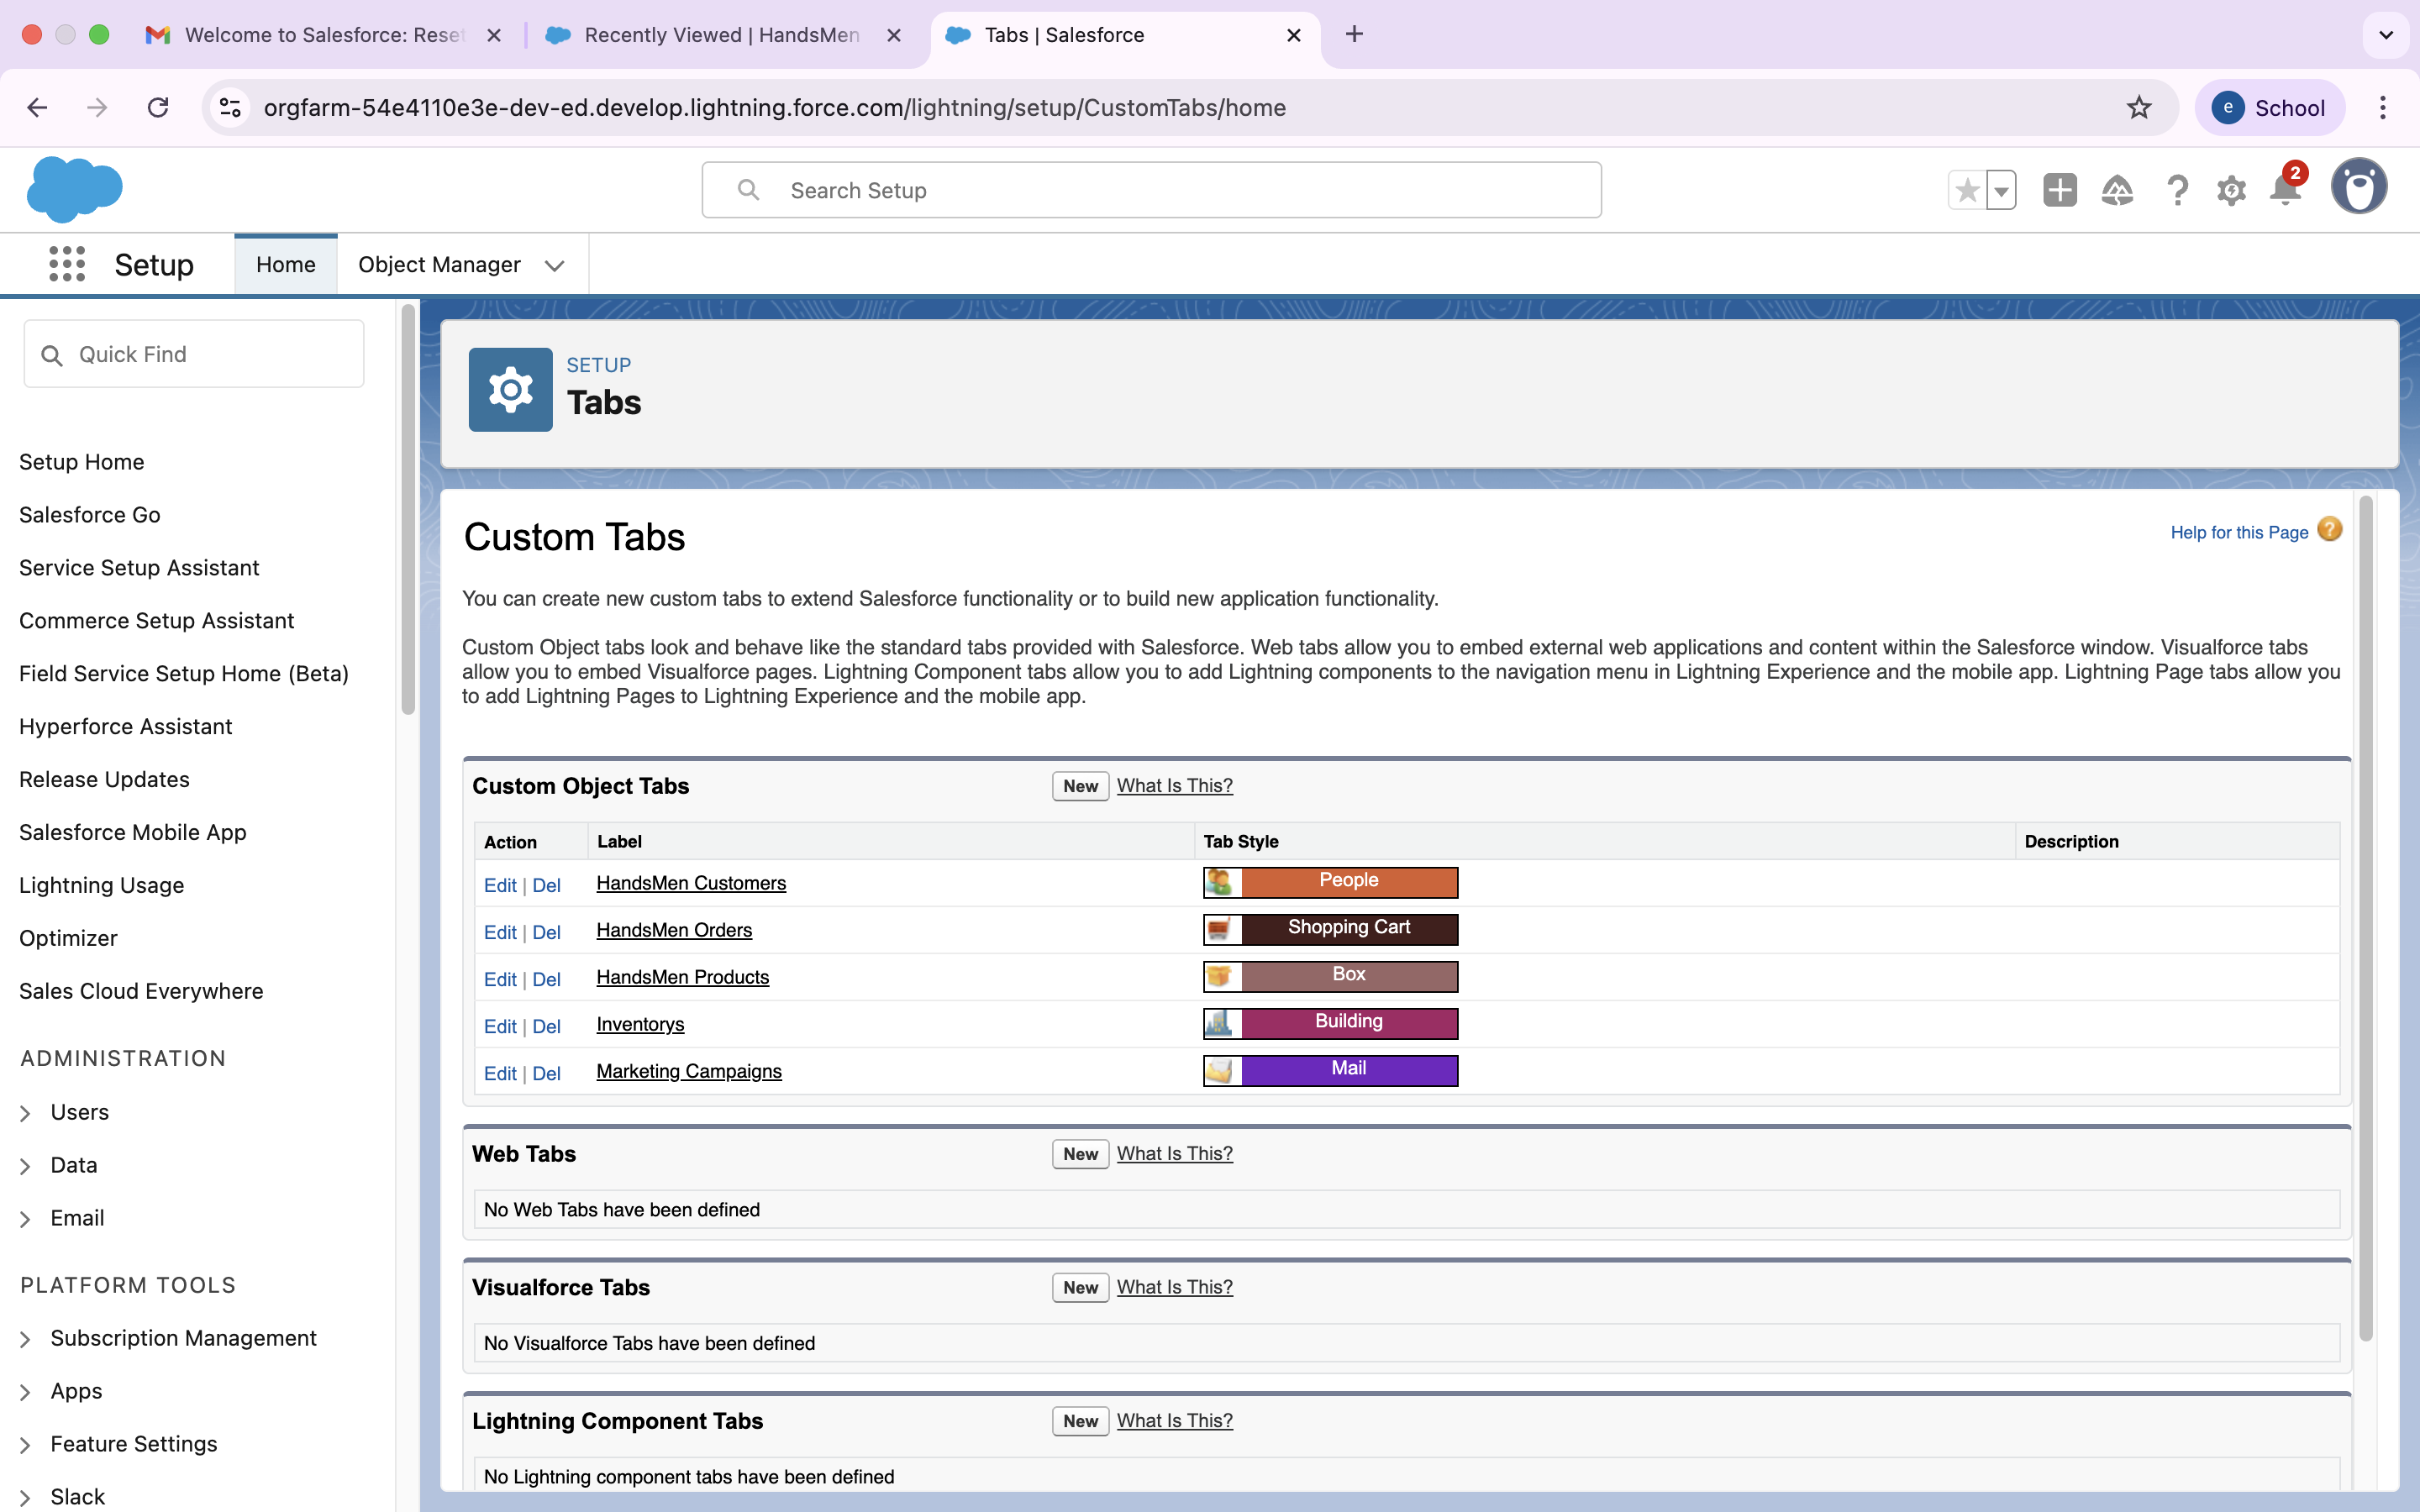 Welcome to Salesforce: Reset
Recently Viewed | HandsMen
Tabs | Salesforce
orgfarm-54e4110e3e-dev-ed.develop.lightning.force.com/lightning/setup/CustomTabs/home
e School
Search Setup
2
Setup
Home
Object Manager
Quick Find
Setup Home
Salesforce Go
Service Setup Assistant
Commerce Setup Assistant
Field Service Setup Home (Beta)
Hyperforce Assistant
Release Updates
Salesforce Mobile App
Lightning Usage
Optimizer
Sales Cloud Everywhere
ADMINISTRATION
Users
Data
Email
PLATFORM TOOLS
Subscription Management
Apps
Feature Settings
Slack
SETUP
Tabs
Custom Tabs
Help for this Page ?
You can create new custom tabs to extend Salesforce functionality or to build new application functionality.
Custom Object tabs look and behave like the standard tabs provided with Salesforce. Web tabs allow you to embed external web applications and content within the Salesforce window. Visualforce tabs
allow you to embed Visualforce pages. Lightning Component tabs allow you to add Lightning components to the navigation menu in Lightning Experience and the mobile app. Lightning Page tabs allow you
to add Lightning Pages to Lightning Experience and the mobile app.
Custom Object Tabs New What Is This?
Action Label Tab Style Description
Edit | Del HandsMen Customers People
Edit | Del HandsMen Orders Shopping Cart
Edit | Del HandsMen Products Box
Edit | Del Inventorys Building
Edit | Del Marketing Campaigns Mail
Web Tabs New What Is This?
No Web Tabs have been defined
Visualforce Tabs New What Is This?
No Visualforce Tabs have been defined
Lightning Component Tabs New What Is This?
No Lightning component tabs have been defined